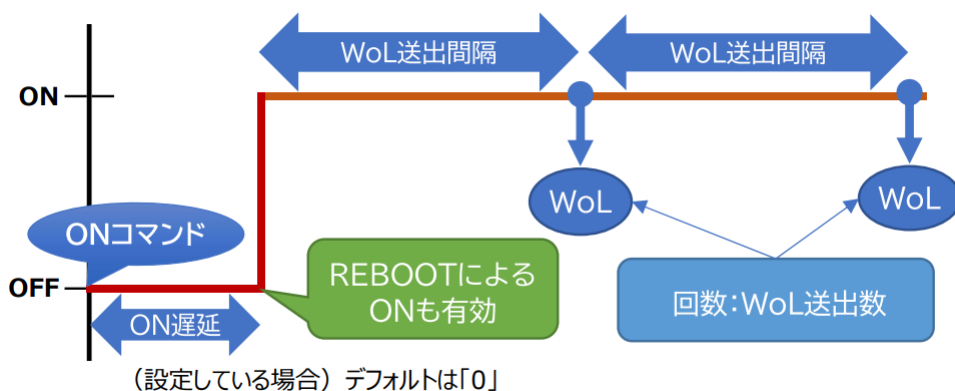 WoL送出間隔
WoL送出間隔
ON
WoL
WoL
ONコマンド
OFF
REBOOTによる
ONも有効
回数：WoL送出数
ON遅延
（設定している場合）デフォルトは「0」